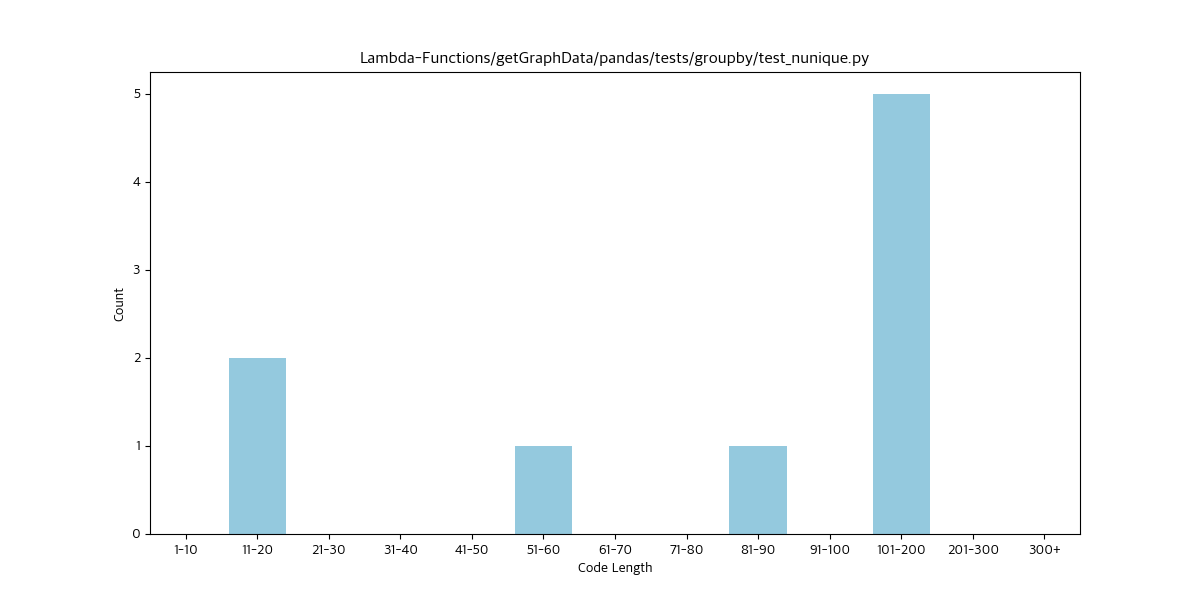 Lambda-Functions/getGraphData/pandas/tests/groupby/test_nunique.py
5
4
3
2
1
0
Count
1-10 11-20 21-30 31-40 41-50 51-60 61-70 71-80 81-90 91-100 101-200 201-300 300+
Code Length